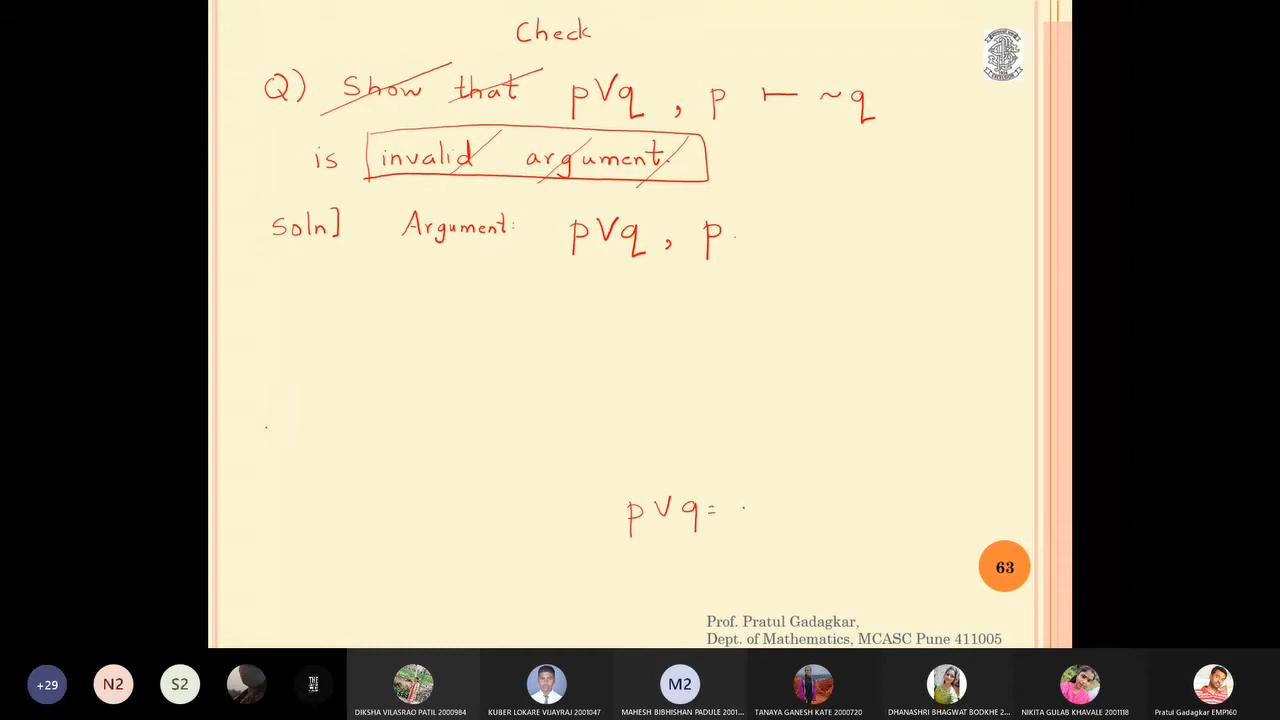 Check
Q) Show that p∨q , p ⊢ ~q
is invalid argument.
Soln] Argument: p∨q , p
p∨q =
63
Prof. Pratul Gadagkar,
Dept. of Mathematics, MCASC Pune 411005
+29 N2 S2 M2
DIKSHA VILASRAO PATIL 2000984 KUBER LOKARE VIJAYRAJ 2001047 MAHESH BIBHISHAN PADULE 2001... TANAYA GANESH KATE 2000720 DHANASHRI BHAGWAT BODKHE 2... NIKITA GULAB KHAVALE 2001118 Pratul Gadagkar EMP160